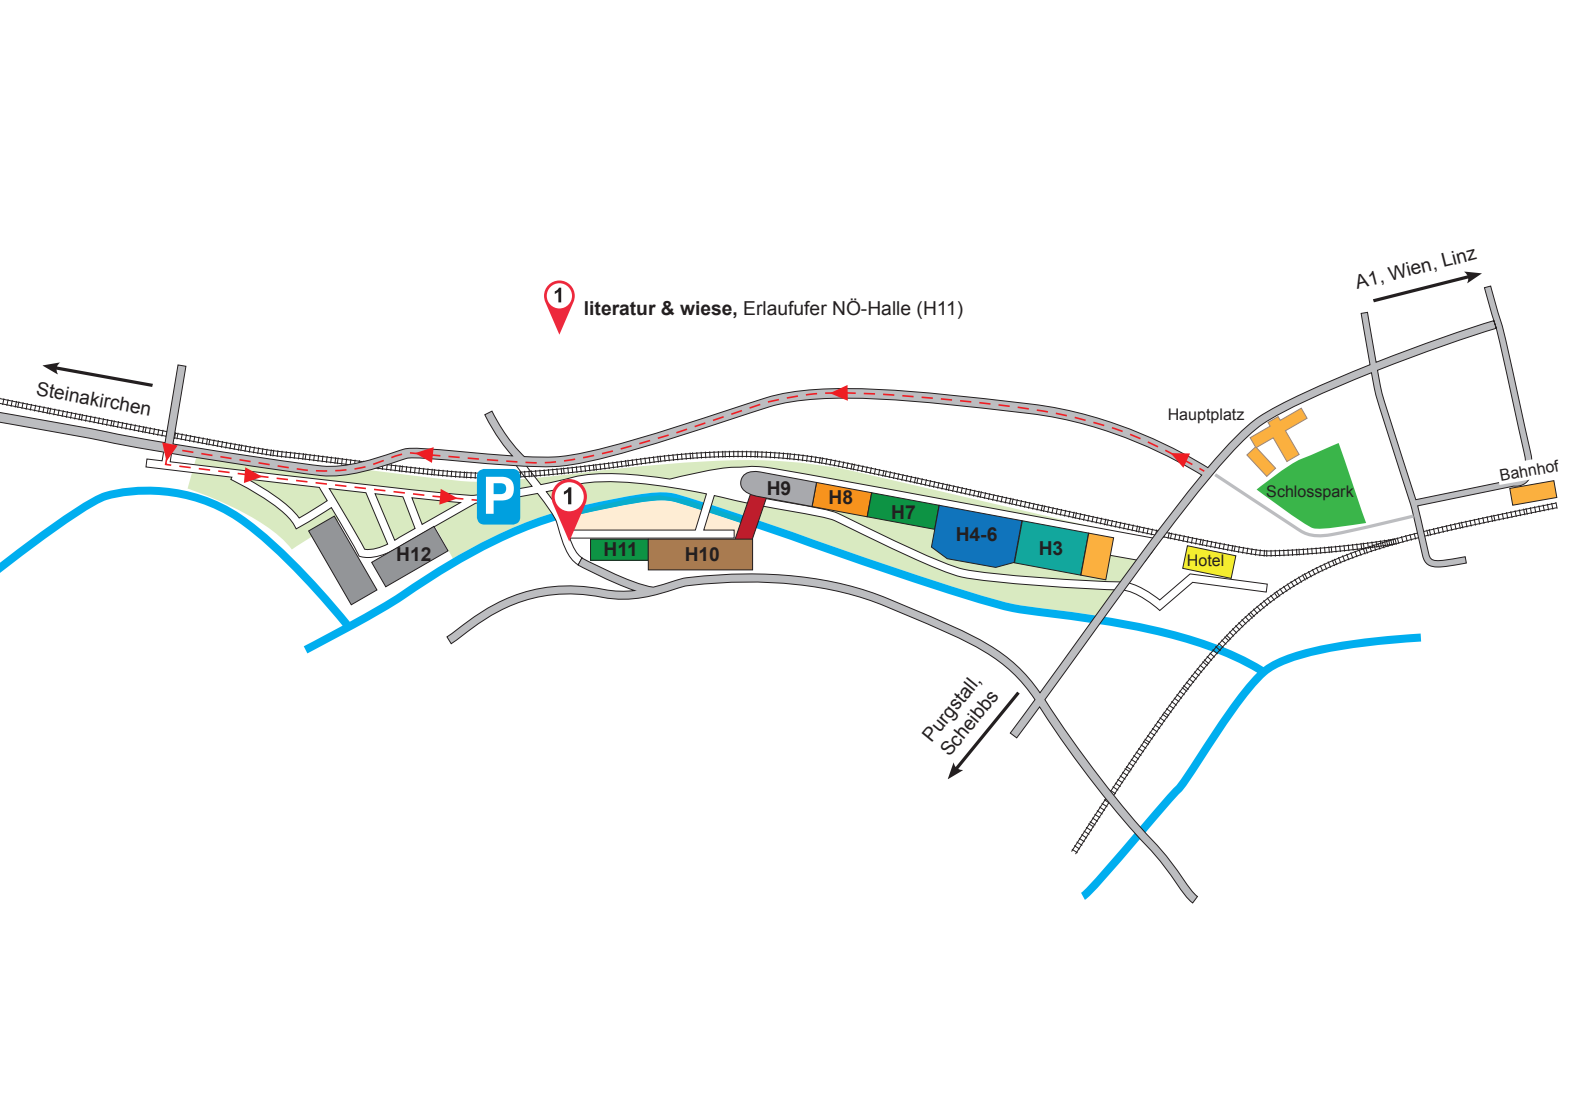 A1, Wien, Linz
1
literatur & wiese, Erlaufufer NÖ-Halle (H11)
Steinakirchen
Hauptplatz
Bahnhof
Schlosspark
P
1
H9
H8
H7
H4-6
H3
H11
H10
H12
Hotel
Purgstall,
Scheibbs